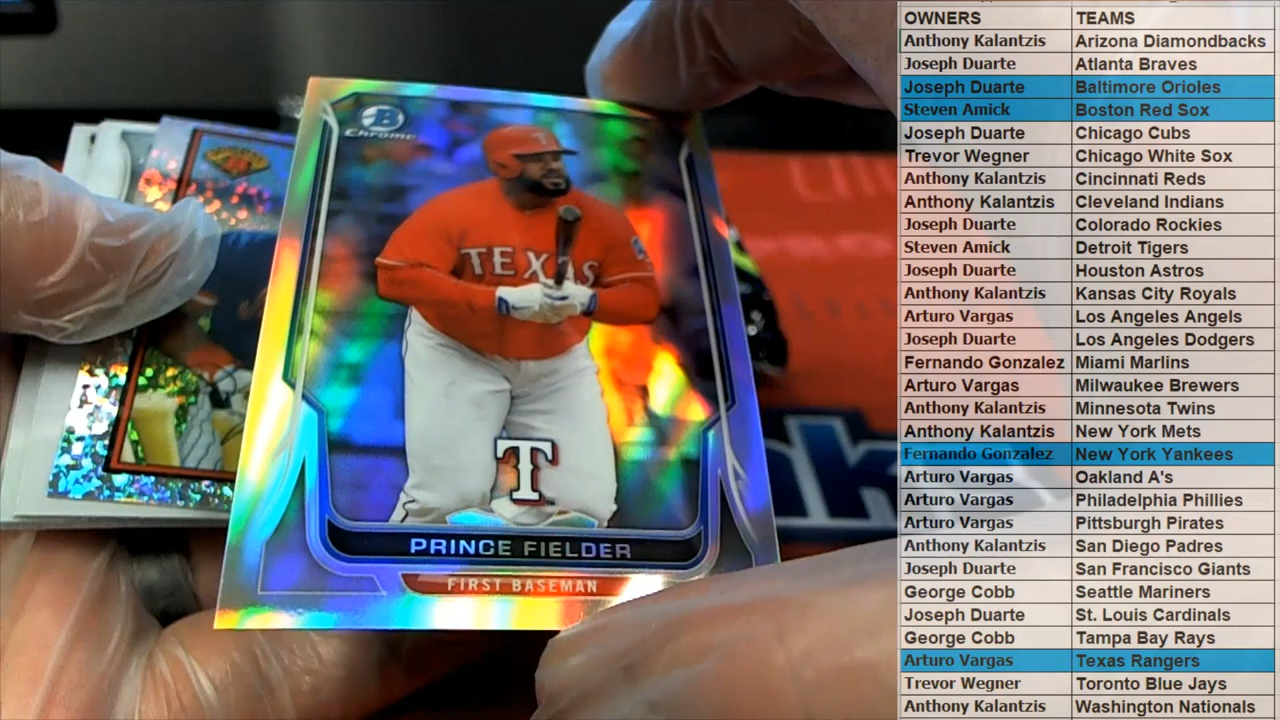 B
Chrome
T
TEXAS
T
PRINCE FIELDER
FIRST BASEMAN
OWNERS TEAMS
Anthony Kalantzis Arizona Diamondbacks
Joseph Duarte Atlanta Braves
Joseph Duarte Baltimore Orioles
Steven Amick Boston Red Sox
Joseph Duarte Chicago Cubs
Trevor Wegner Chicago White Sox
Anthony Kalantzis Cincinnati Reds
Anthony Kalantzis Cleveland Indians
Joseph Duarte Colorado Rockies
Steven Amick Detroit Tigers
Joseph Duarte Houston Astros
Anthony Kalantzis Kansas City Royals
Arturo Vargas Los Angeles Angels
Joseph Duarte Los Angeles Dodgers
Fernando Gonzalez Miami Marlins
Arturo Vargas Milwaukee Brewers
Anthony Kalantzis Minnesota Twins
Anthony Kalantzis New York Mets
Fernando Gonzalez New York Yankees
Arturo Vargas Oakland A's
Arturo Vargas Philadelphia Phillies
Arturo Vargas Pittsburgh Pirates
Anthony Kalantzis San Diego Padres
Joseph Duarte San Francisco Giants
George Cobb Seattle Mariners
Joseph Duarte St. Louis Cardinals
George Cobb Tampa Bay Rays
Arturo Vargas Texas Rangers
Trevor Wegner Toronto Blue Jays
Anthony Kalantzis Washington Nationals